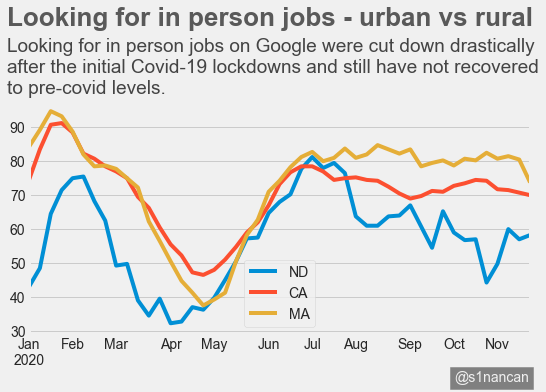 Looking for in person jobs - urban vs rural
Looking for in person jobs on Google were cut down drastically
after the initial Covid-19 lockdowns and still have not recovered
to pre-covid levels.
90
80
70
60
50
40
30
ND
CA
MA
Jan Feb Mar Apr May Jun Jul Aug Sep Oct Nov
2020
@s1nancan